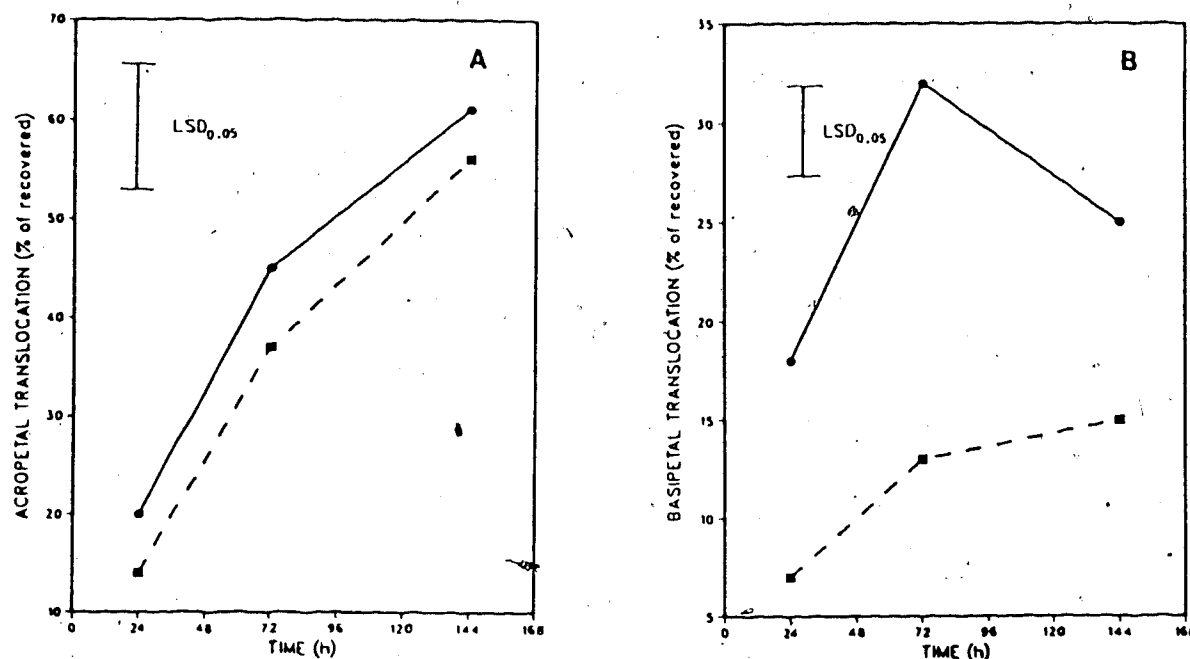 A
ACROPETAL TRANSLOCATION (% of recovered)
70
60
50
40
30
20
10
LSD0.05
0 24 48 72 96 120 144 168
TIME (h)
B
BASIPETAL TRANSLOCATION (% of recovered)
35
30
25
20
15
10
5
LSD0.05
0 24 48 72 96 120 144 168
TIME (h)